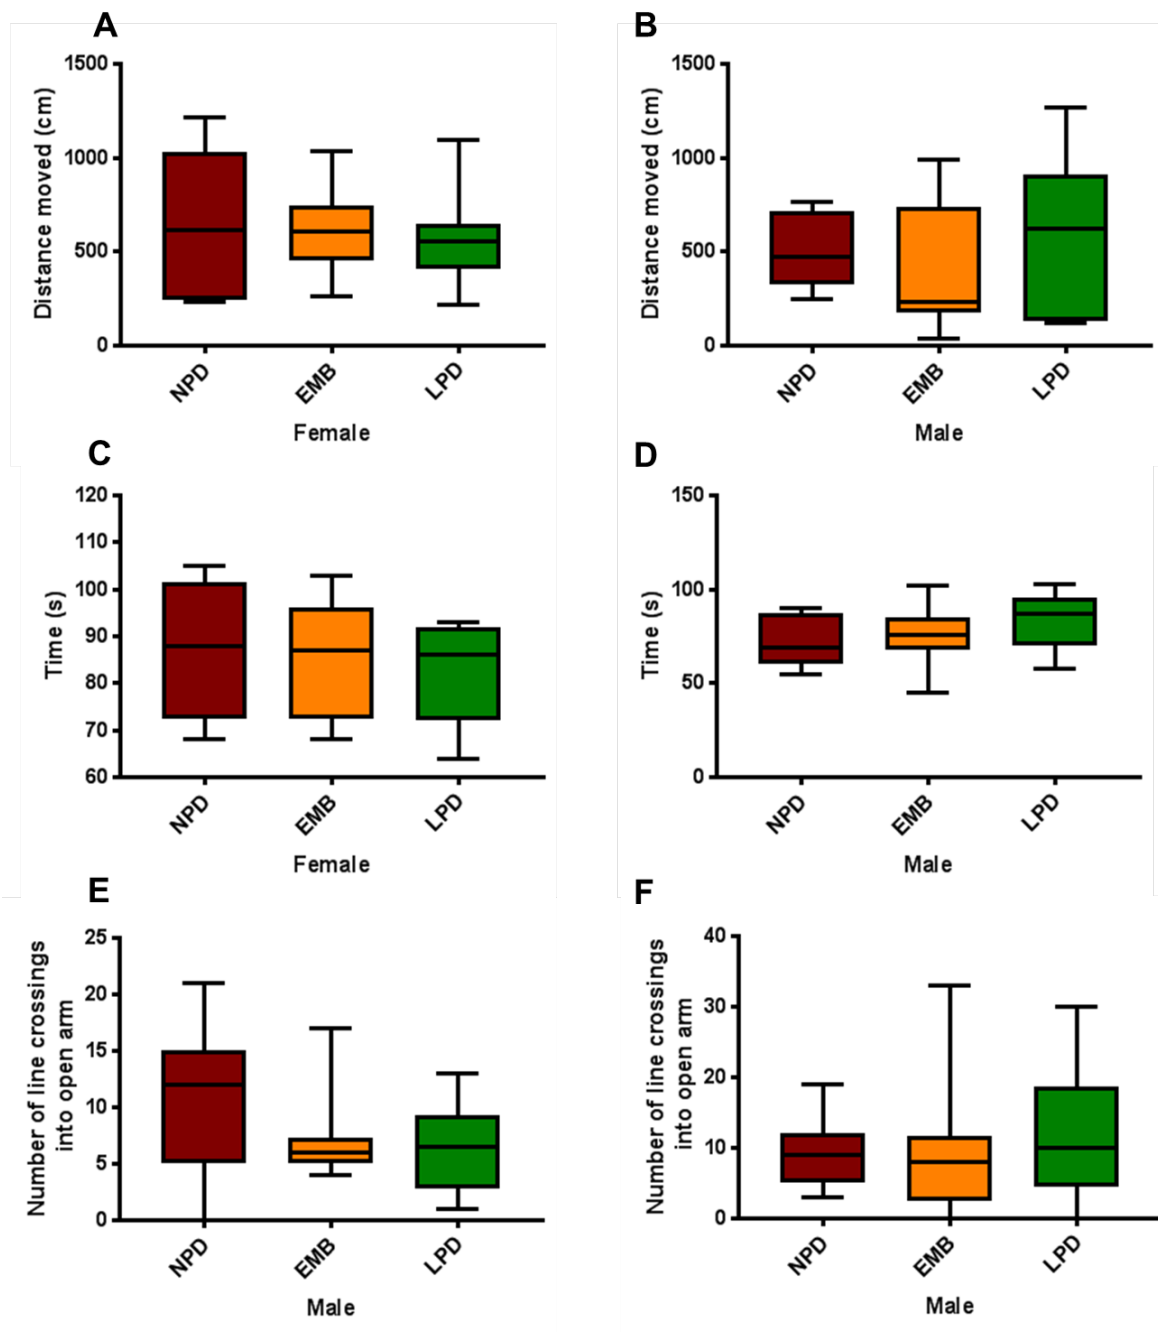 A
Distance moved (cm)
1500
1000
500
0
NPD
EMB
LPD
Female
B
Distance moved (cm)
1500
1000
500
0
NPD
EMB
LPD
Male
C
Time (s)
120
110
100
90
80
70
60
NPD
EMB
LPD
Female
D
Time (s)
150
100
50
0
NPD
EMB
LPD
Male
E
Number of line crossings
into open arm
25
20
15
10
5
0
NPD
EMB
LPD
Male
F
Number of line crossings
into open arm
40
30
20
10
0
NPD
EMB
LPD
Male